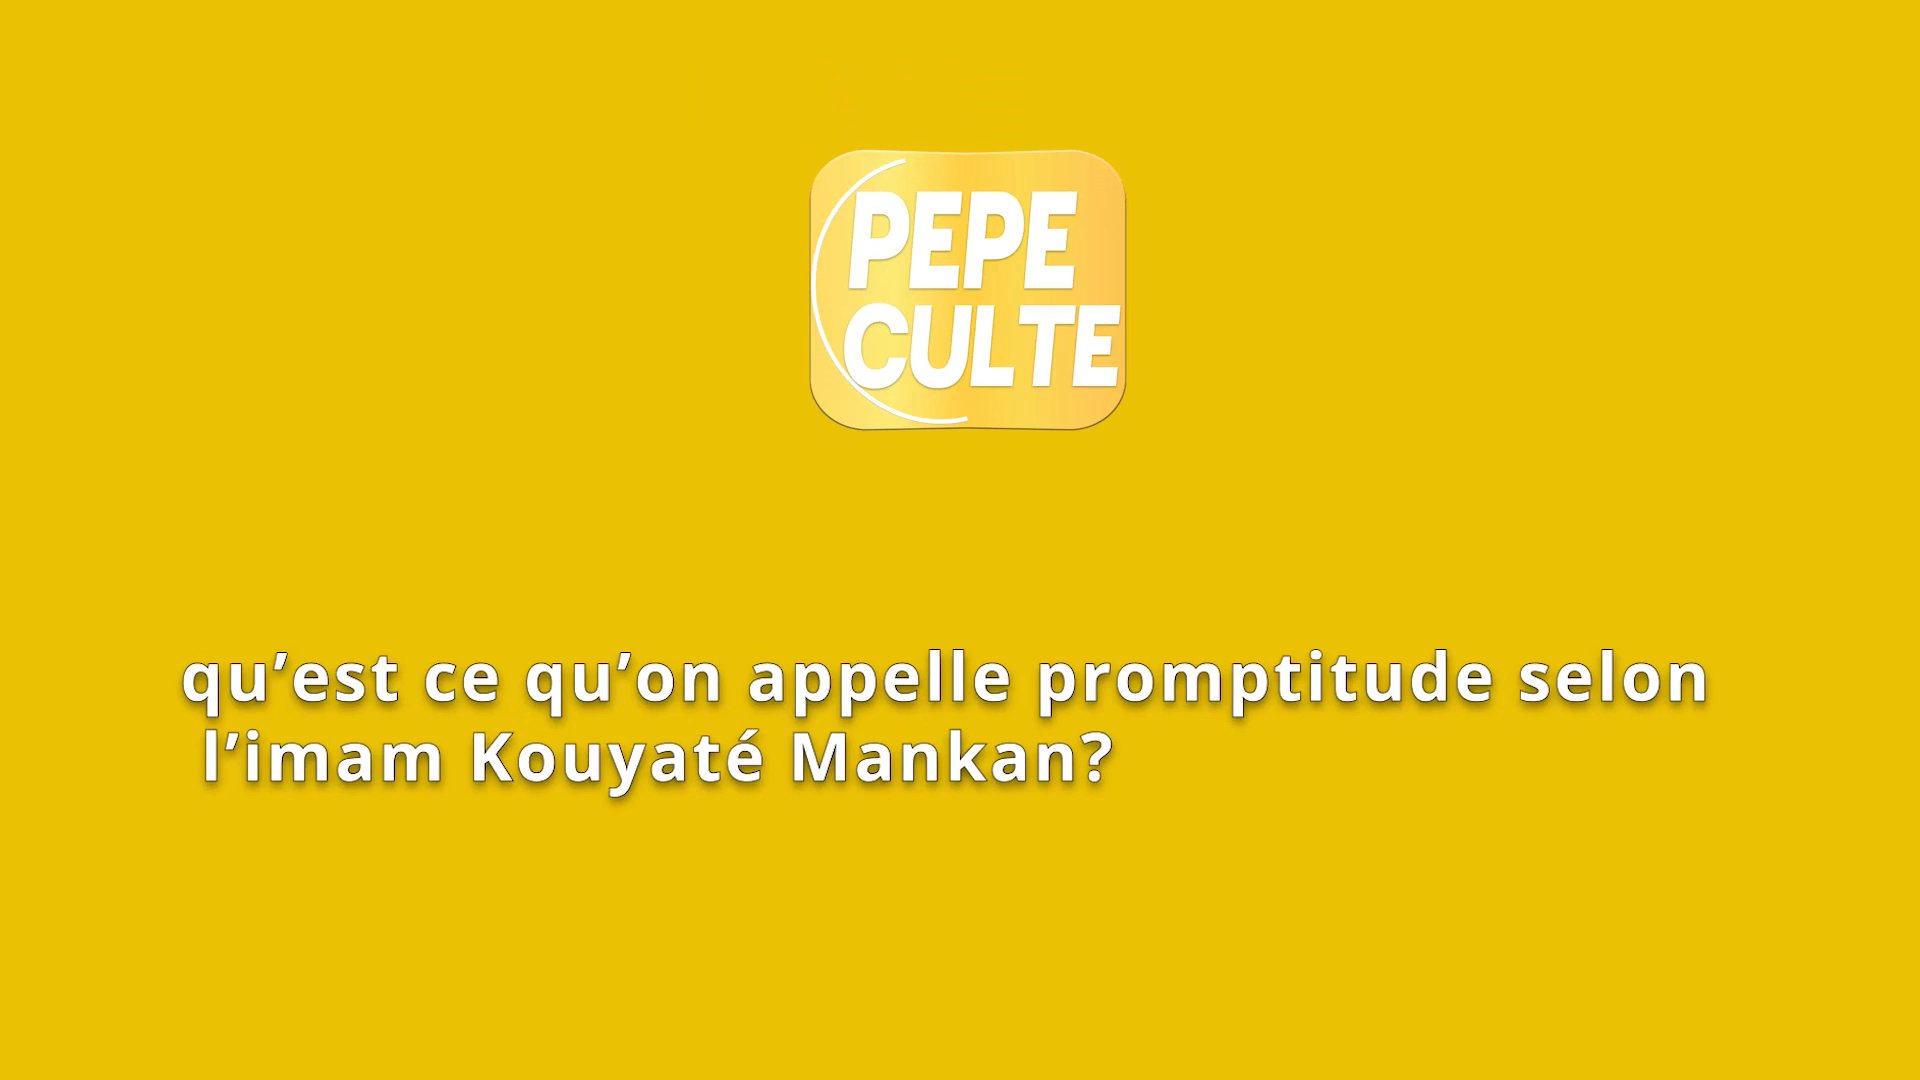 PEPE
CULTE
qu’est ce qu’on appelle promptitude selon
l’imam Kouyaté Mankan?